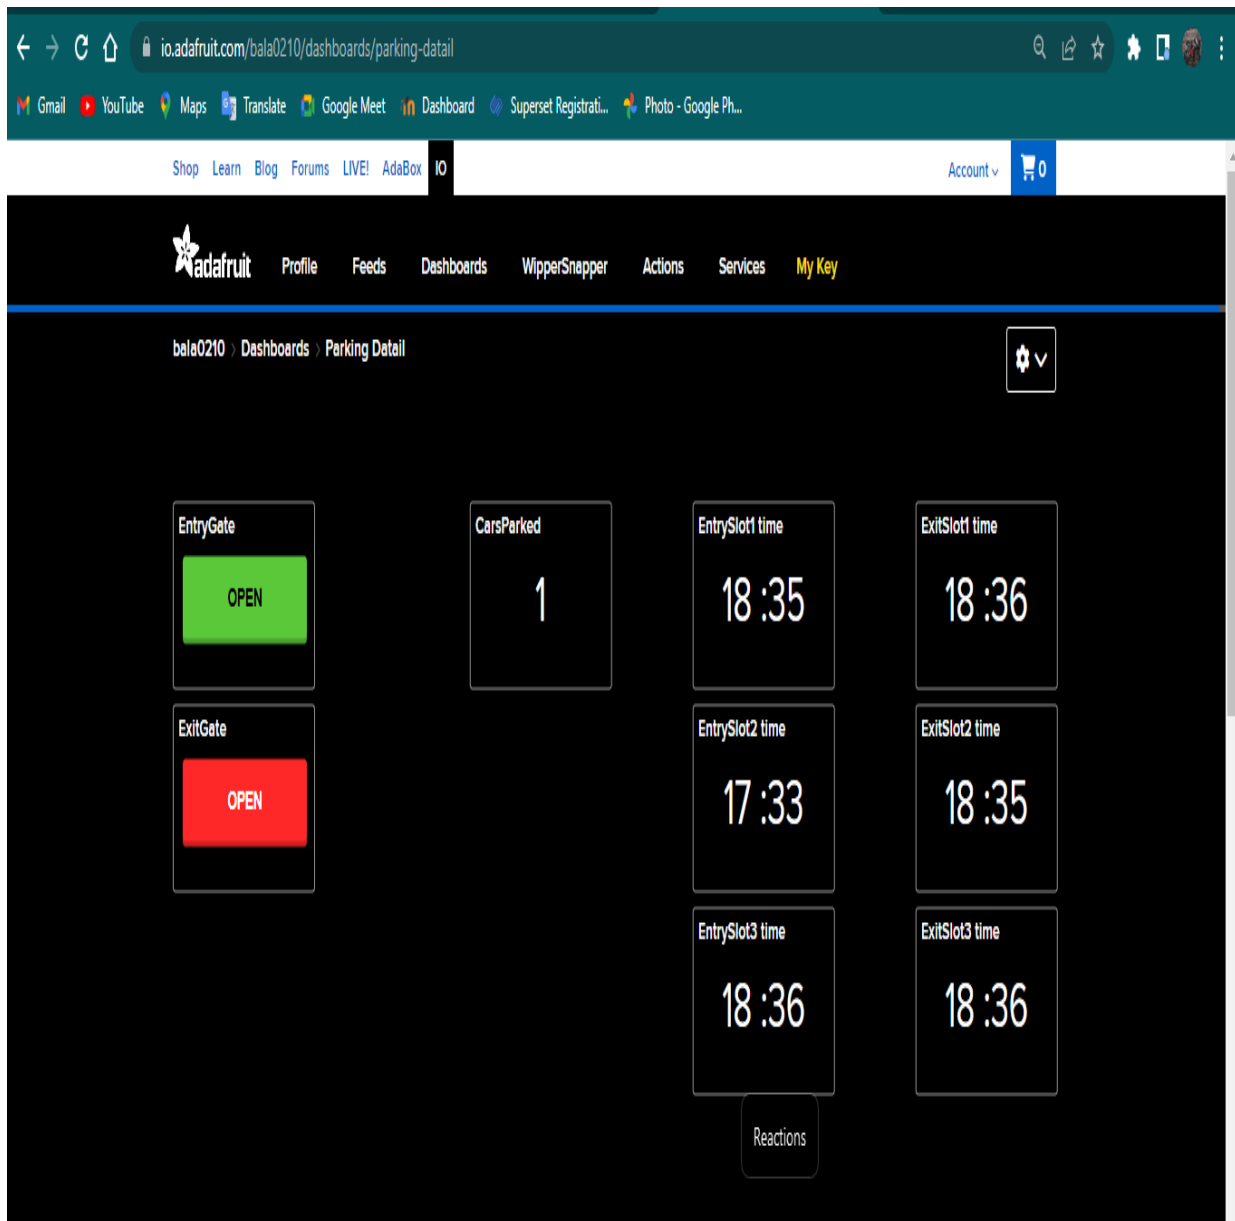 io.adafruit.com/bala0210/dashboards/parking-datail
Gmail YouTube Maps Translate Google Meet Dashboard Superset Registrati... Photo - Google Ph...
Shop Learn Blog Forums LIVE! AdaBox IO Account 0
adafruit Profile Feeds Dashboards WipperSnapper Actions Services My Key
bala0210 > Dashboards > Parking Datail
EntryGate CarsParked EntrySlot1 time ExitSlot1 time
OPEN 1 18 :35 18 :36
ExitGate EntrySlot2 time ExitSlot2 time
OPEN 17 :33 18 :35
EntrySlot3 time ExitSlot3 time
18 :36 18 :36
Reactions